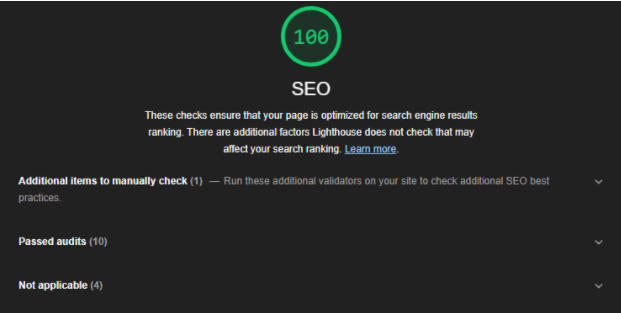 100
SEO
These checks ensure that your page is optimized for search engine results
ranking. There are additional factors Lighthouse does not check that may
affect your search ranking. Learn more.
Additional items to manually check (1) — Run these additional validators on your site to check additional SEO best
practices.
Passed audits (10)
Not applicable (4)